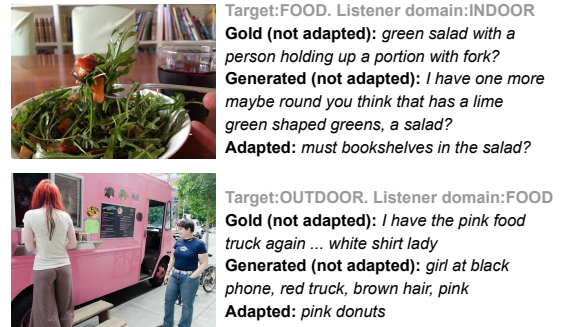 Target:FOOD. Listener domain:INDOOR
Gold (not adapted): green salad with a
person holding up a portion with fork?
Generated (not adapted): I have one more
maybe round you think that has a lime
green shaped greens, a salad?
Adapted: must bookshelves in the salad?
Target:OUTDOOR. Listener domain:FOOD
Gold (not adapted): I have the pink food
truck again ... white shirt lady
Generated (not adapted): girl at black
phone, red truck, brown hair, pink
Adapted: pink donuts